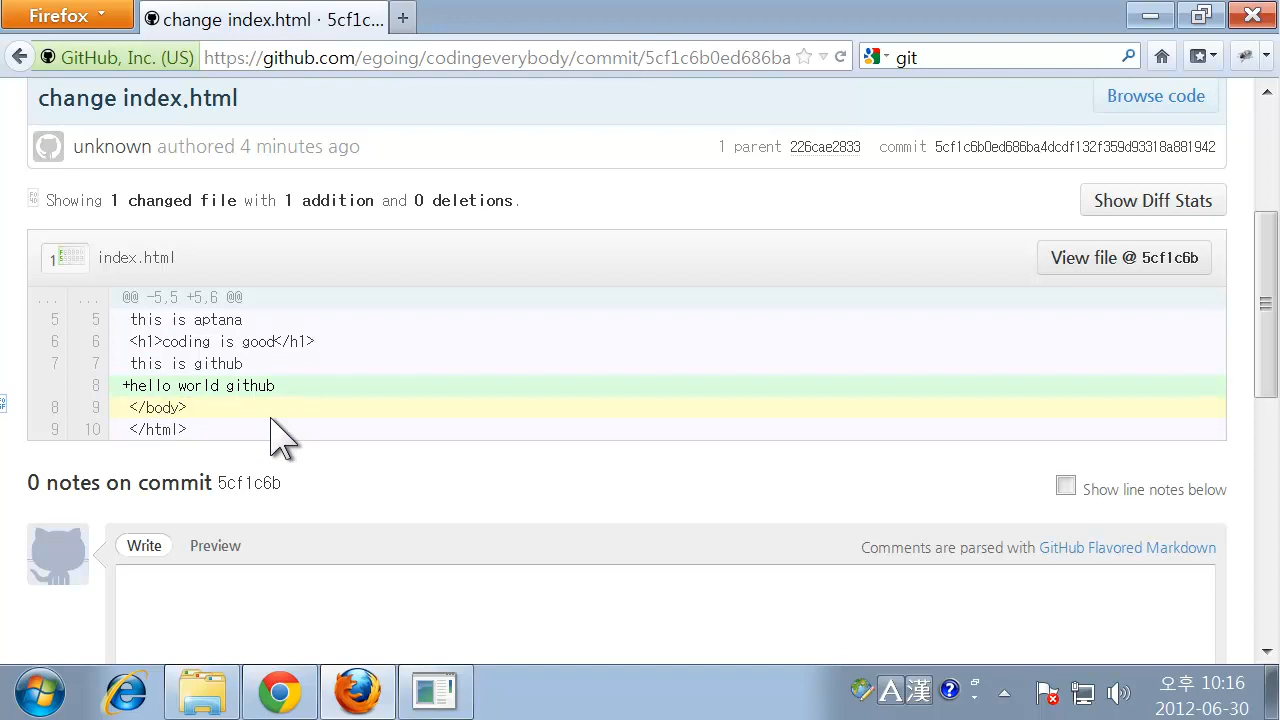 Firefox
change index.html · 5cf1c...
GitHub, Inc. (US)
https://github.com/egoing/codingeverybody/commit/5cf1c6b0ed686ba
git
change index.html
Browse code
unknown authored 4 minutes ago
1 parent 226cae2833 commit 5cf1c6b0ed686ba4dcdf132f359d93318a881942
Showing 1 changed file with 1 addition and 0 deletions.
Show Diff Stats
1 index.html
View file @ 5cf1c6b
... ... @@ -5,5 +5,6 @@
5 5 this is aptana
6 6 <h1>coding is good</h1>
7 7 this is github
8 +hello world github
8 9 </body>
9 10 </html>
0 notes on commit 5cf1c6b
Show line notes below
Write Preview
Comments are parsed with GitHub Flavored Markdown
A 漢
오후 10:16
2012-06-30